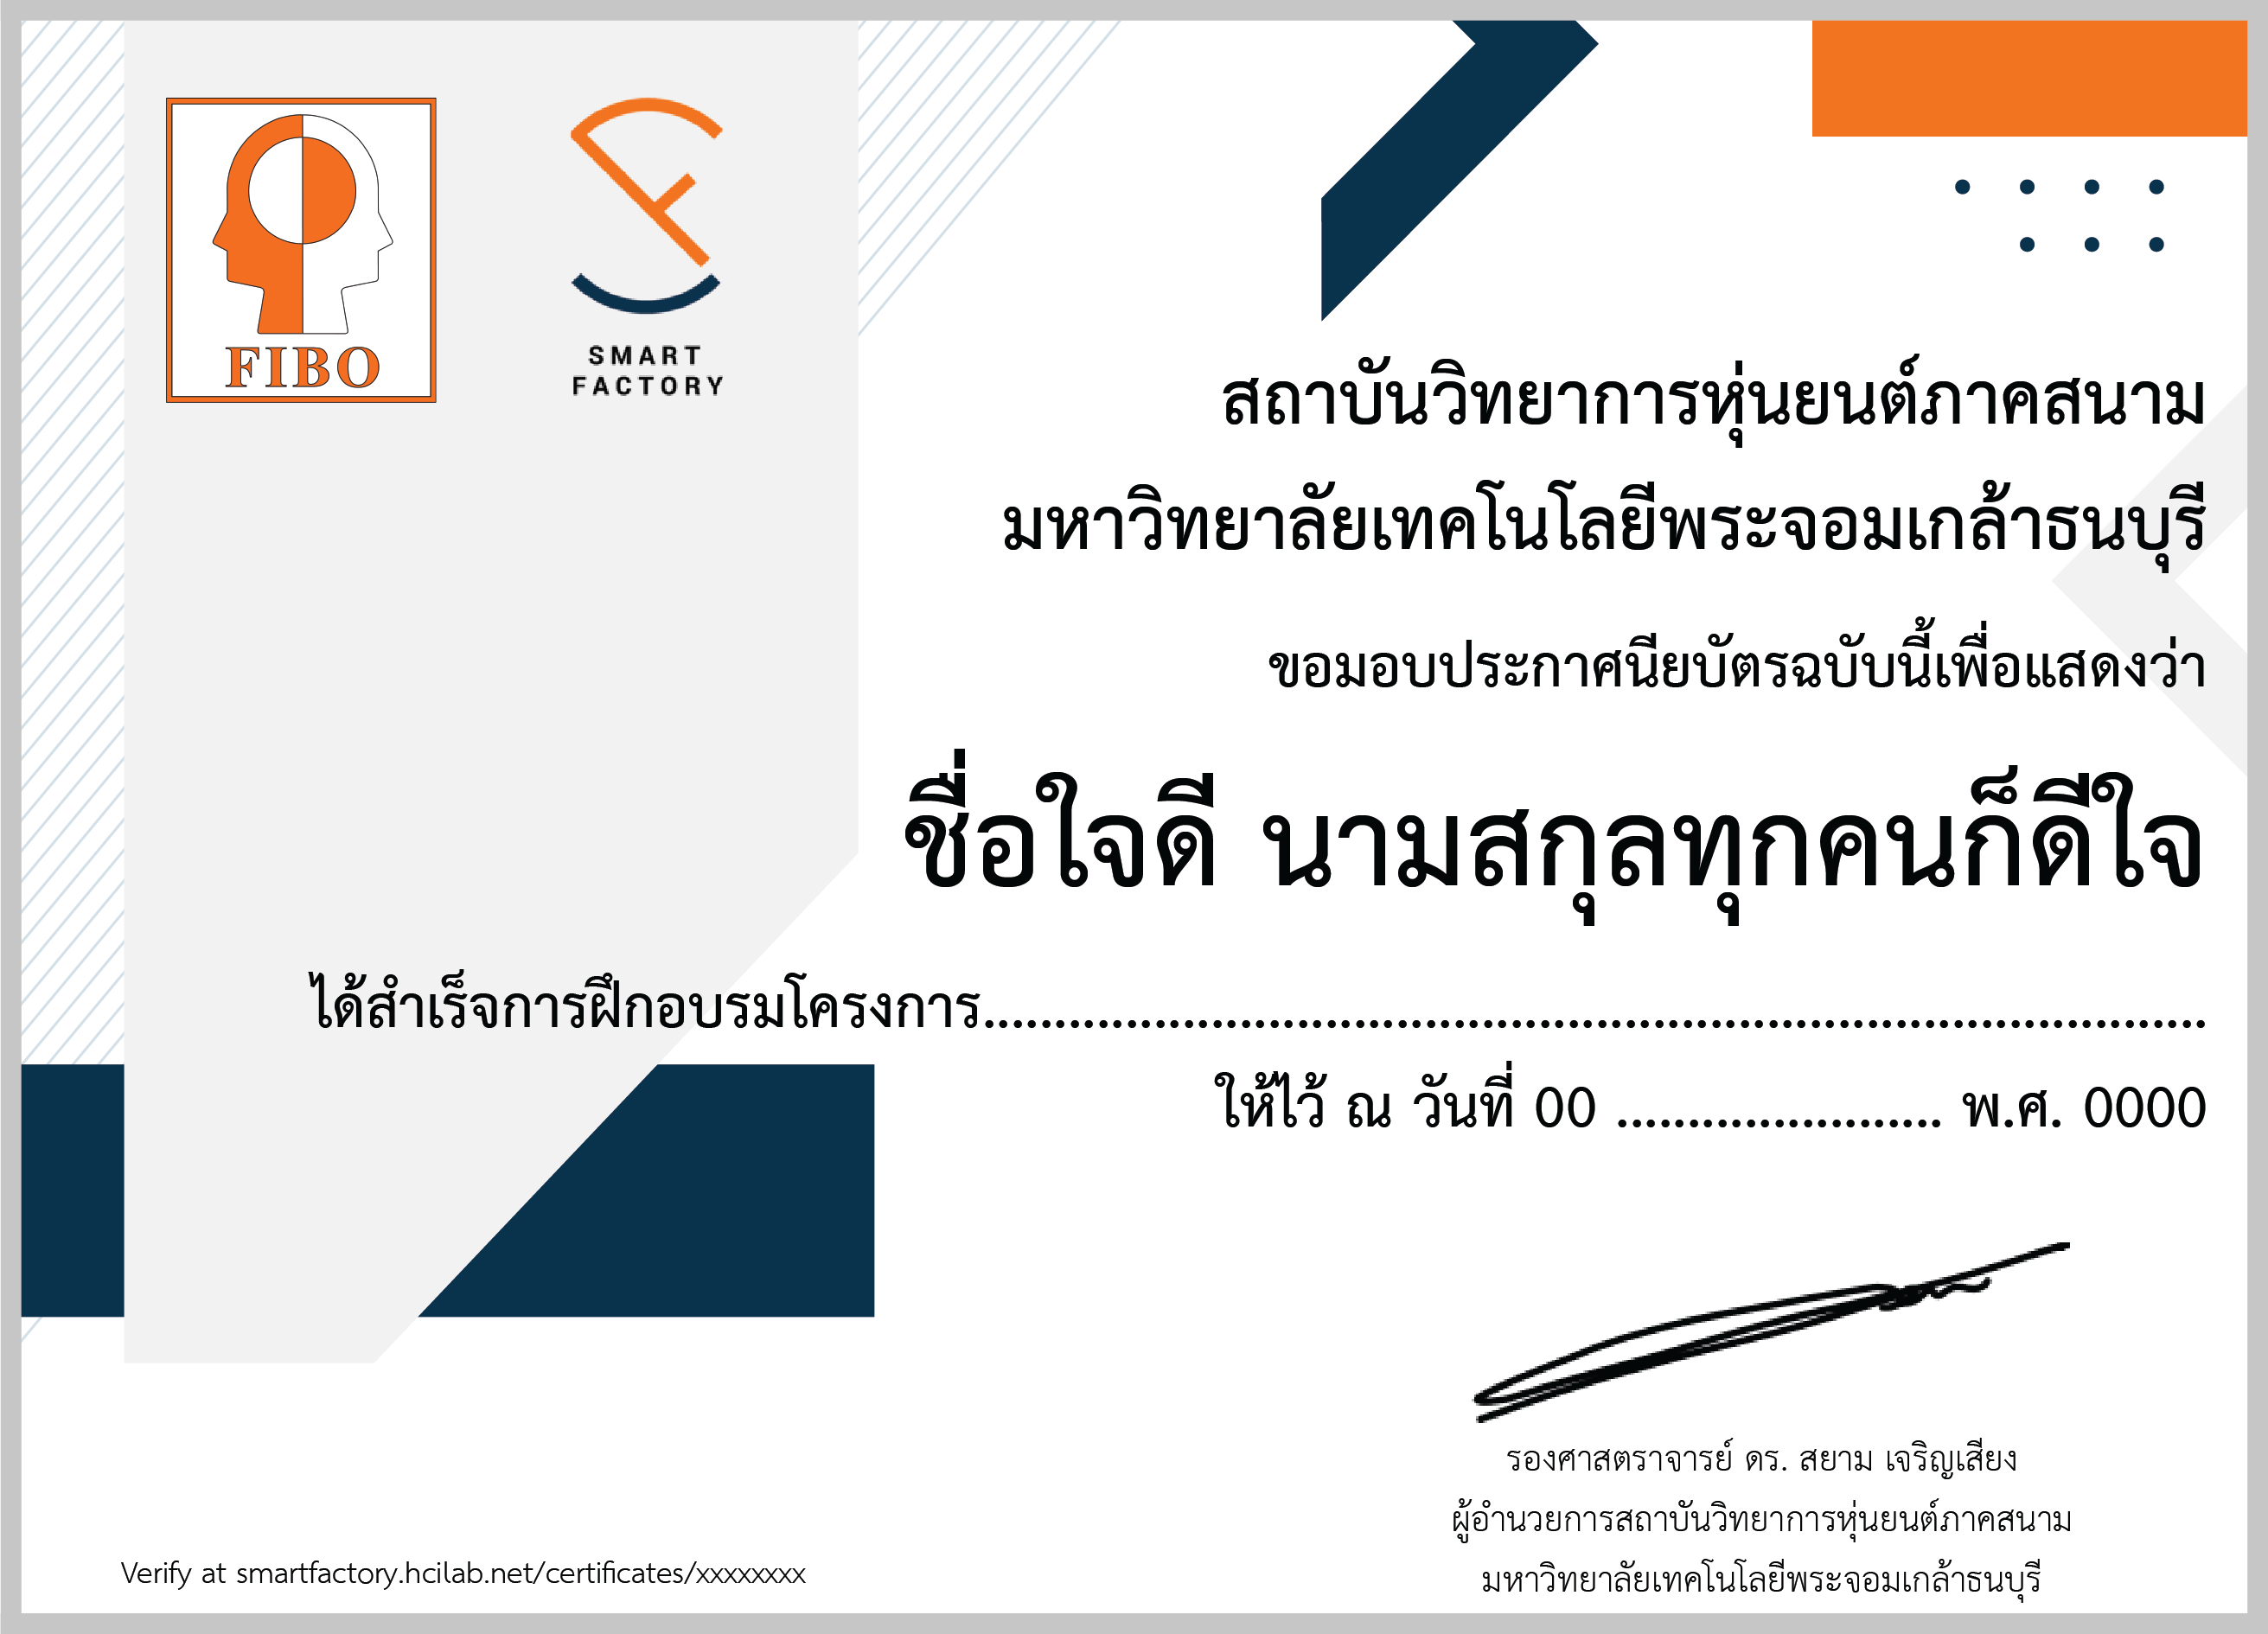 FIBO
SMART
FACTORY
สถาบันวิทยาการหุ่นยนต์ภาคสนาม
มหาวิทยาลัยเทคโนโลยีพระจอมเกล้าธนบุรี
ขอมอบประกาศนียบัตรฉบับนี้เพื่อแสดงว่า
ชื่อใจดี นามสกุลทุกคนก็ดีใจ
ได้สำเร็จการฝึกอบรมโครงการ......................................................................................
ให้ไว้ ณ วันที่ 00 ....................... พ.ศ. 0000
รองศาสตราจารย์ ดร. สยาม เจริญเสียง
ผู้อำนวยการสถาบันวิทยาการหุ่นยนต์ภาคสนาม
มหาวิทยาลัยเทคโนโลยีพระจอมเกล้าธนบุรี
Verify at smartfactory.hcilab.net/certificates/xxxxxxxx